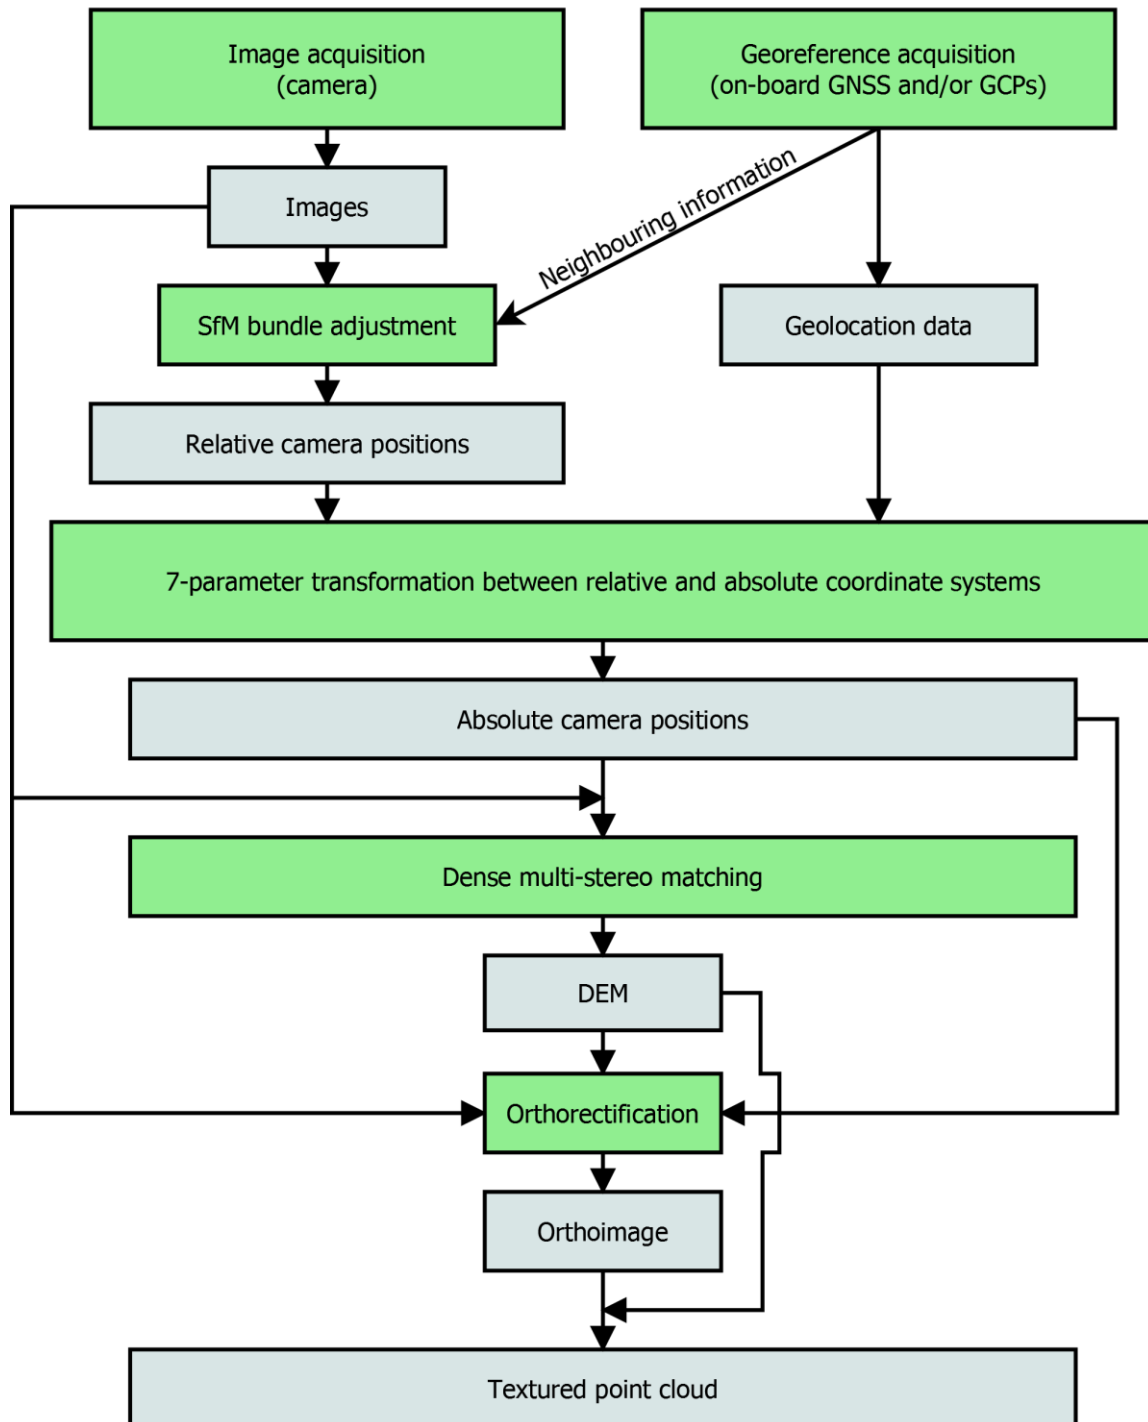 Image acquisition
(camera)
Georeference acquisition
(on-board GNSS and/or GCPs)
Images
Neighbouring information
SfM bundle adjustment
Geolocation data
Relative camera positions
7-parameter transformation between relative and absolute coordinate systems
Absolute camera positions
Dense multi-stereo matching
DEM
Orthorectification
Orthoimage
Textured point cloud